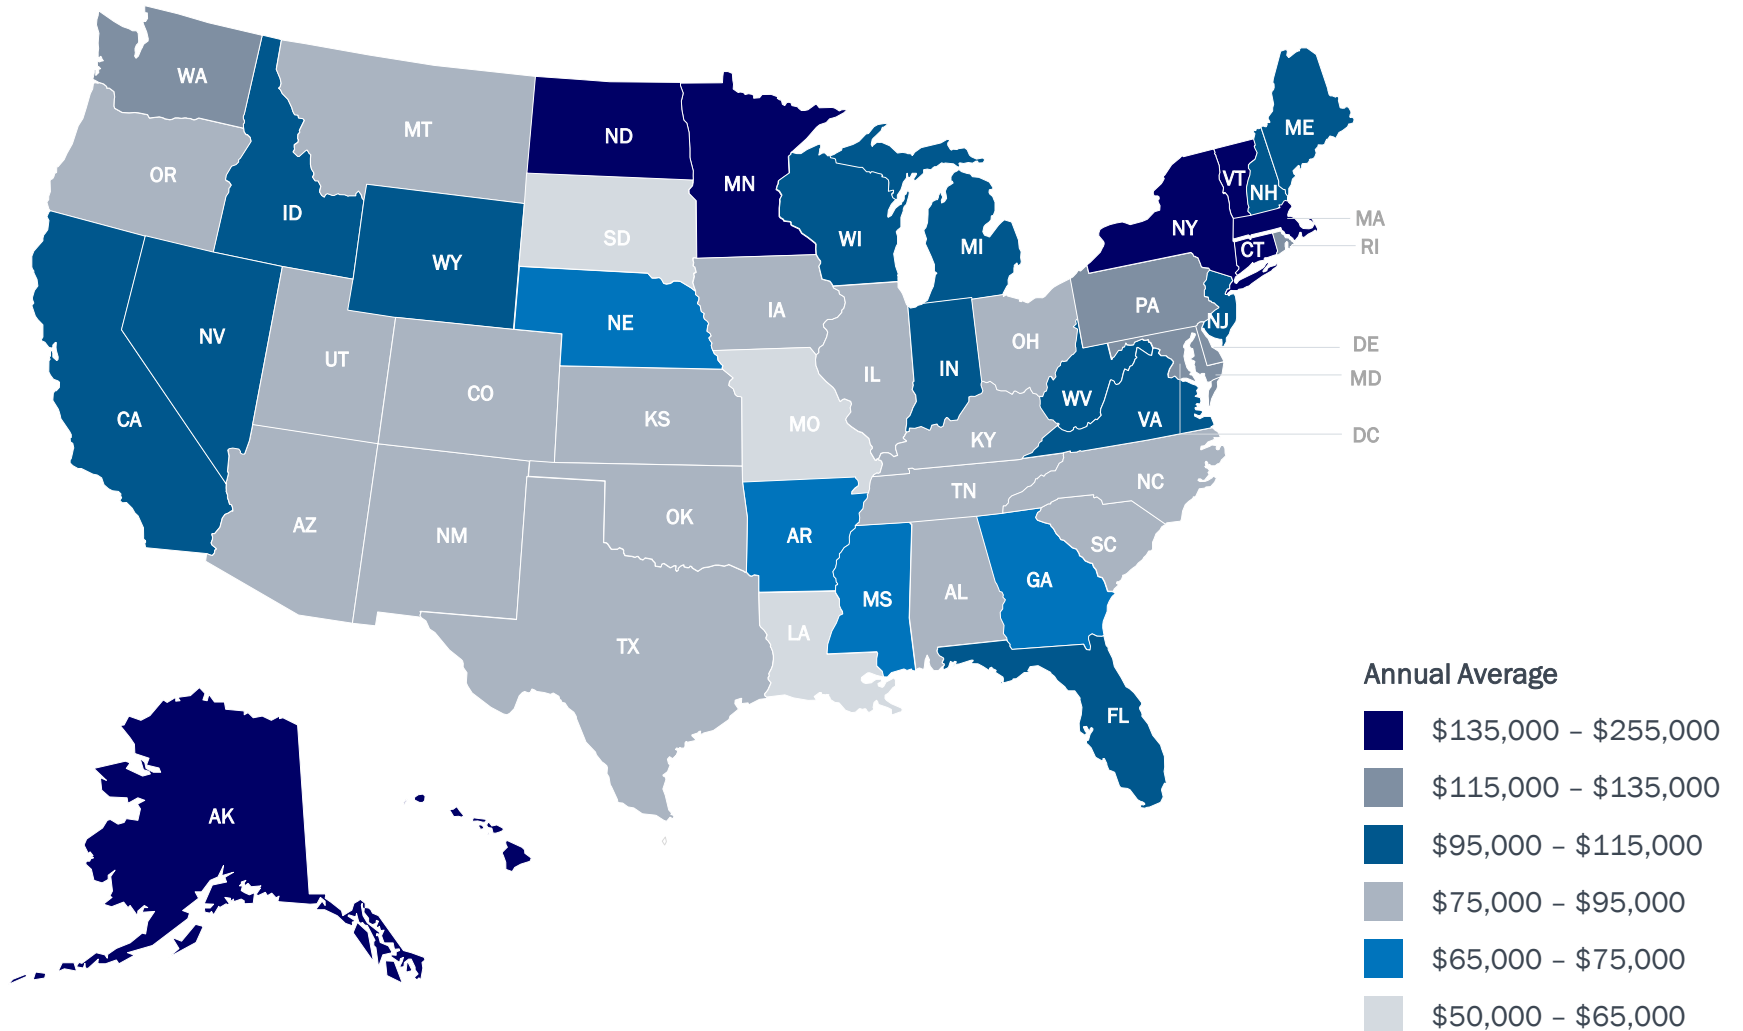 WA
MT
ND
MN
ME
OR
ID
SD
WI
MI
VT
NH
NY
MA
CT
RI
WY
IA
NE
PA
NJ
NV
UT
CO
KS
MO
IL
IN
OH
DE
MD
WV
VA
DC
CA
KY
NC
TN
AZ
NM
OK
AR
SC
MS
AL
GA
TX
LA
FL
AK
Annual Average
$135,000 – $255,000
$115,000 – $135,000
$95,000 – $115,000
$75,000 – $95,000
$65,000 – $75,000
$50,000 – $65,000